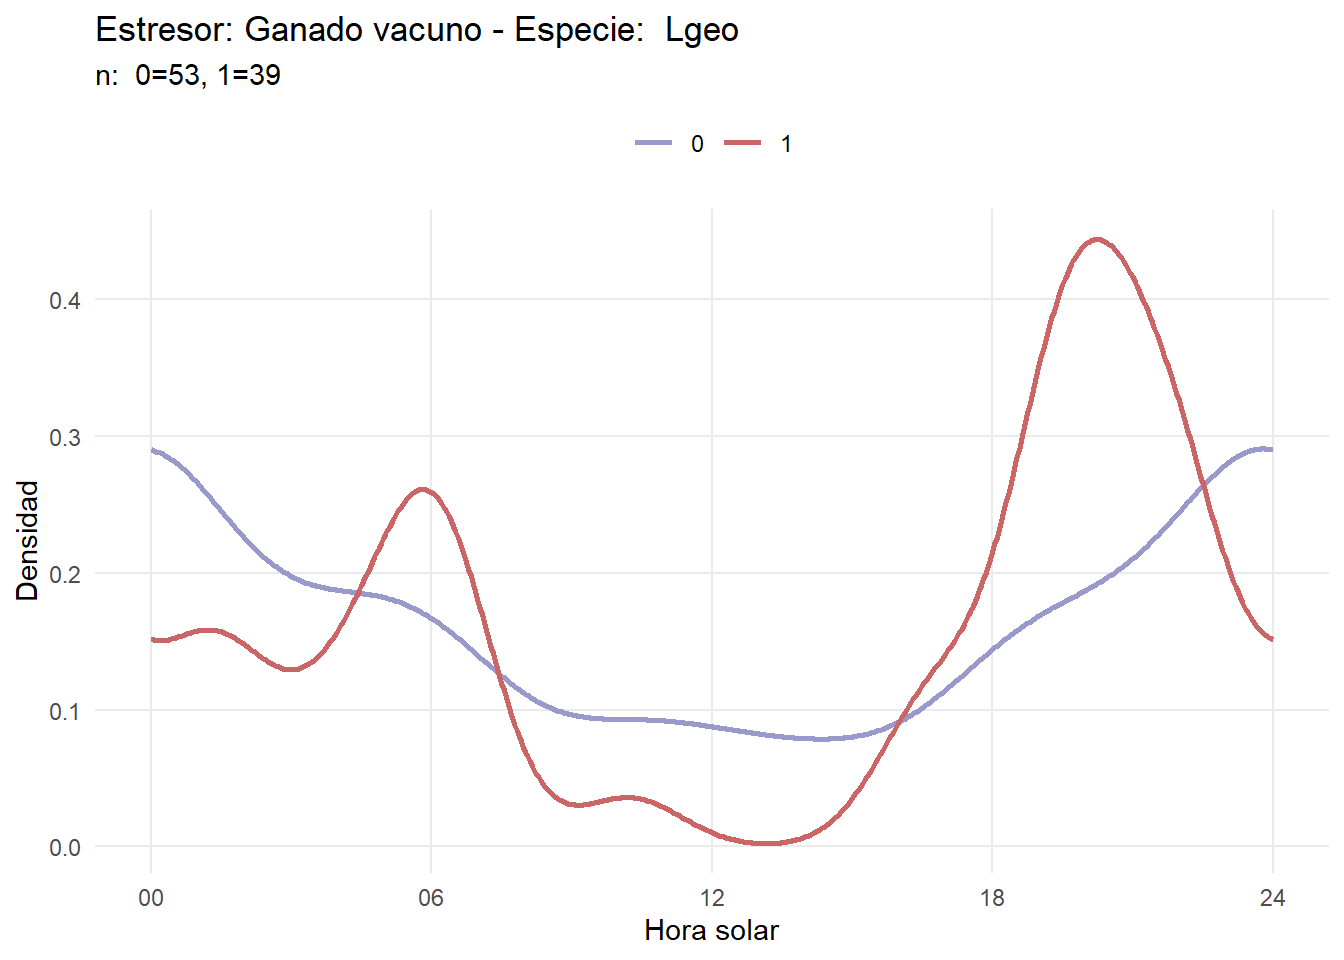 Estresor: Ganado vacuno - Especie:  Lgeo
n:  0=53, 1=39
0 1
0.4
0.3
0.2
0.1
0.0
Densidad
00 06 12 18 24
Hora solar